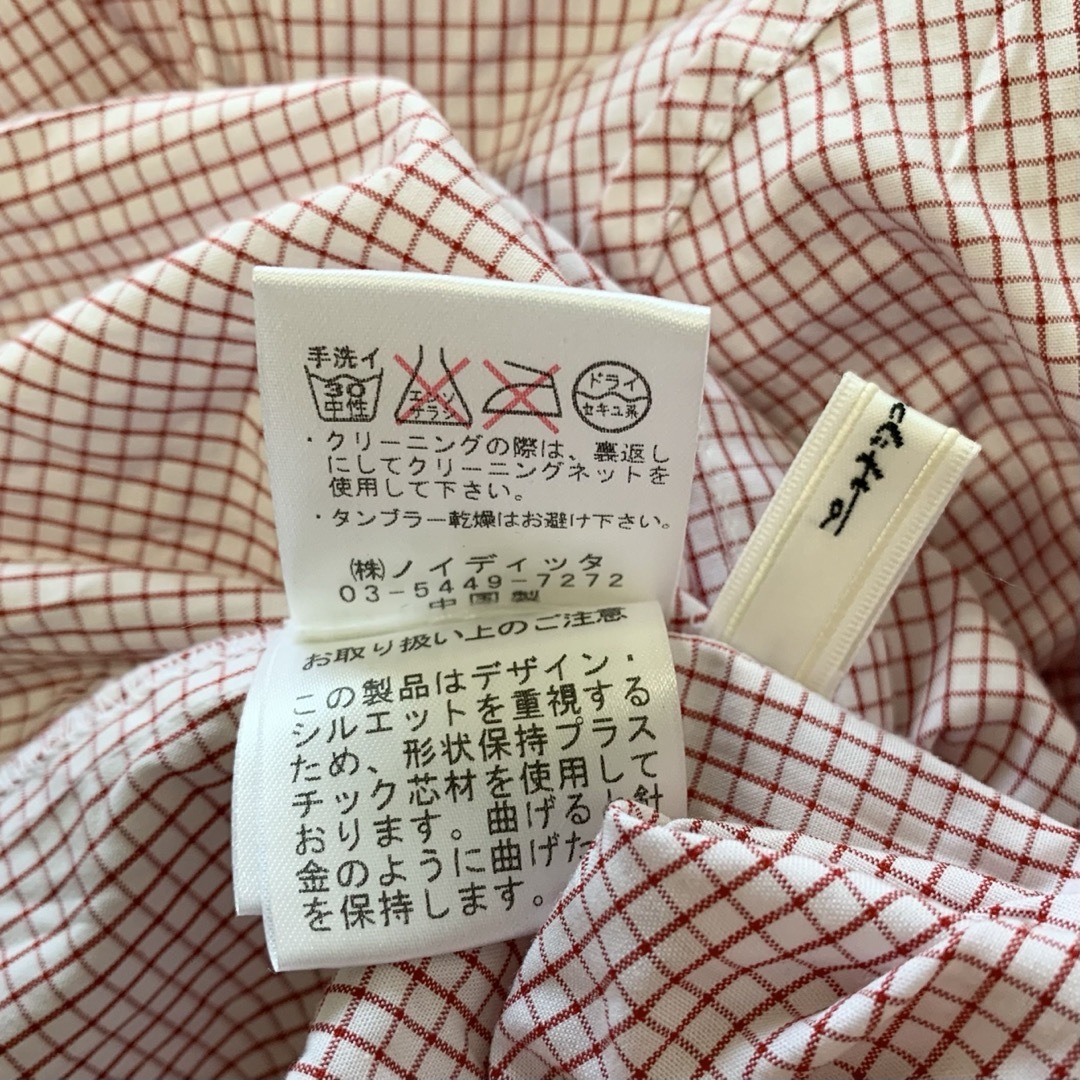 手洗イ
30
中性
エンソ
サラシ
ドライ
セキユ系
・クリーニングの際は、裏返し
にしてクリーニングネットを
使用して下さい。
・タンブラー乾燥はお避け下さい。
㈱ノイディッタ
03-5449-7272
中国製
お取り扱い上のご注意
この製品はデザイン・
シルエットを重視する
ため、形状保持プラス
チック芯材を使用して
おります。曲げると針
金のように曲げた
を保持します。